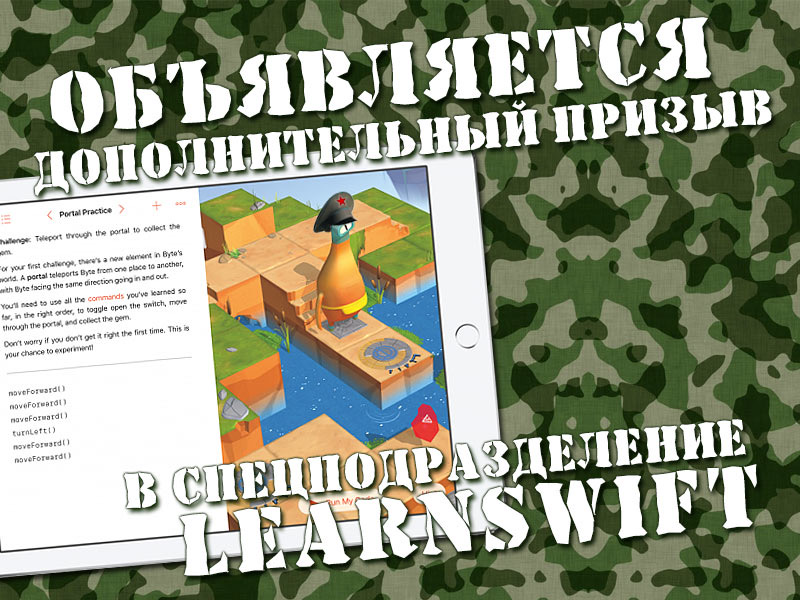 ОБЪЯВЛЯЕТСЯ
ДОПОЛНИТЕЛЬНЫЙ ПРИЗЫВ
Portal Practice
hallenge: Teleport through the portal to collect the
gem.
For your first challenge, there's a new element in Byte's
world. A portal teleports Byte from one place to another,
with Byte facing the same direction going in and out.
You'll need to use all the commands you've learned so
far, in the right order, to toggle open the switch, move
through the portal, and collect the gem.
Don't worry if you don't get it right the first time. This is
your chance to experiment!
moveForward()
moveForward()
moveForward()
turnLeft()
moveForward()
moveForward()
Run My
В СПЕЦПОДРАЗДЕЛЕНИЕ
LEARNSWIFT